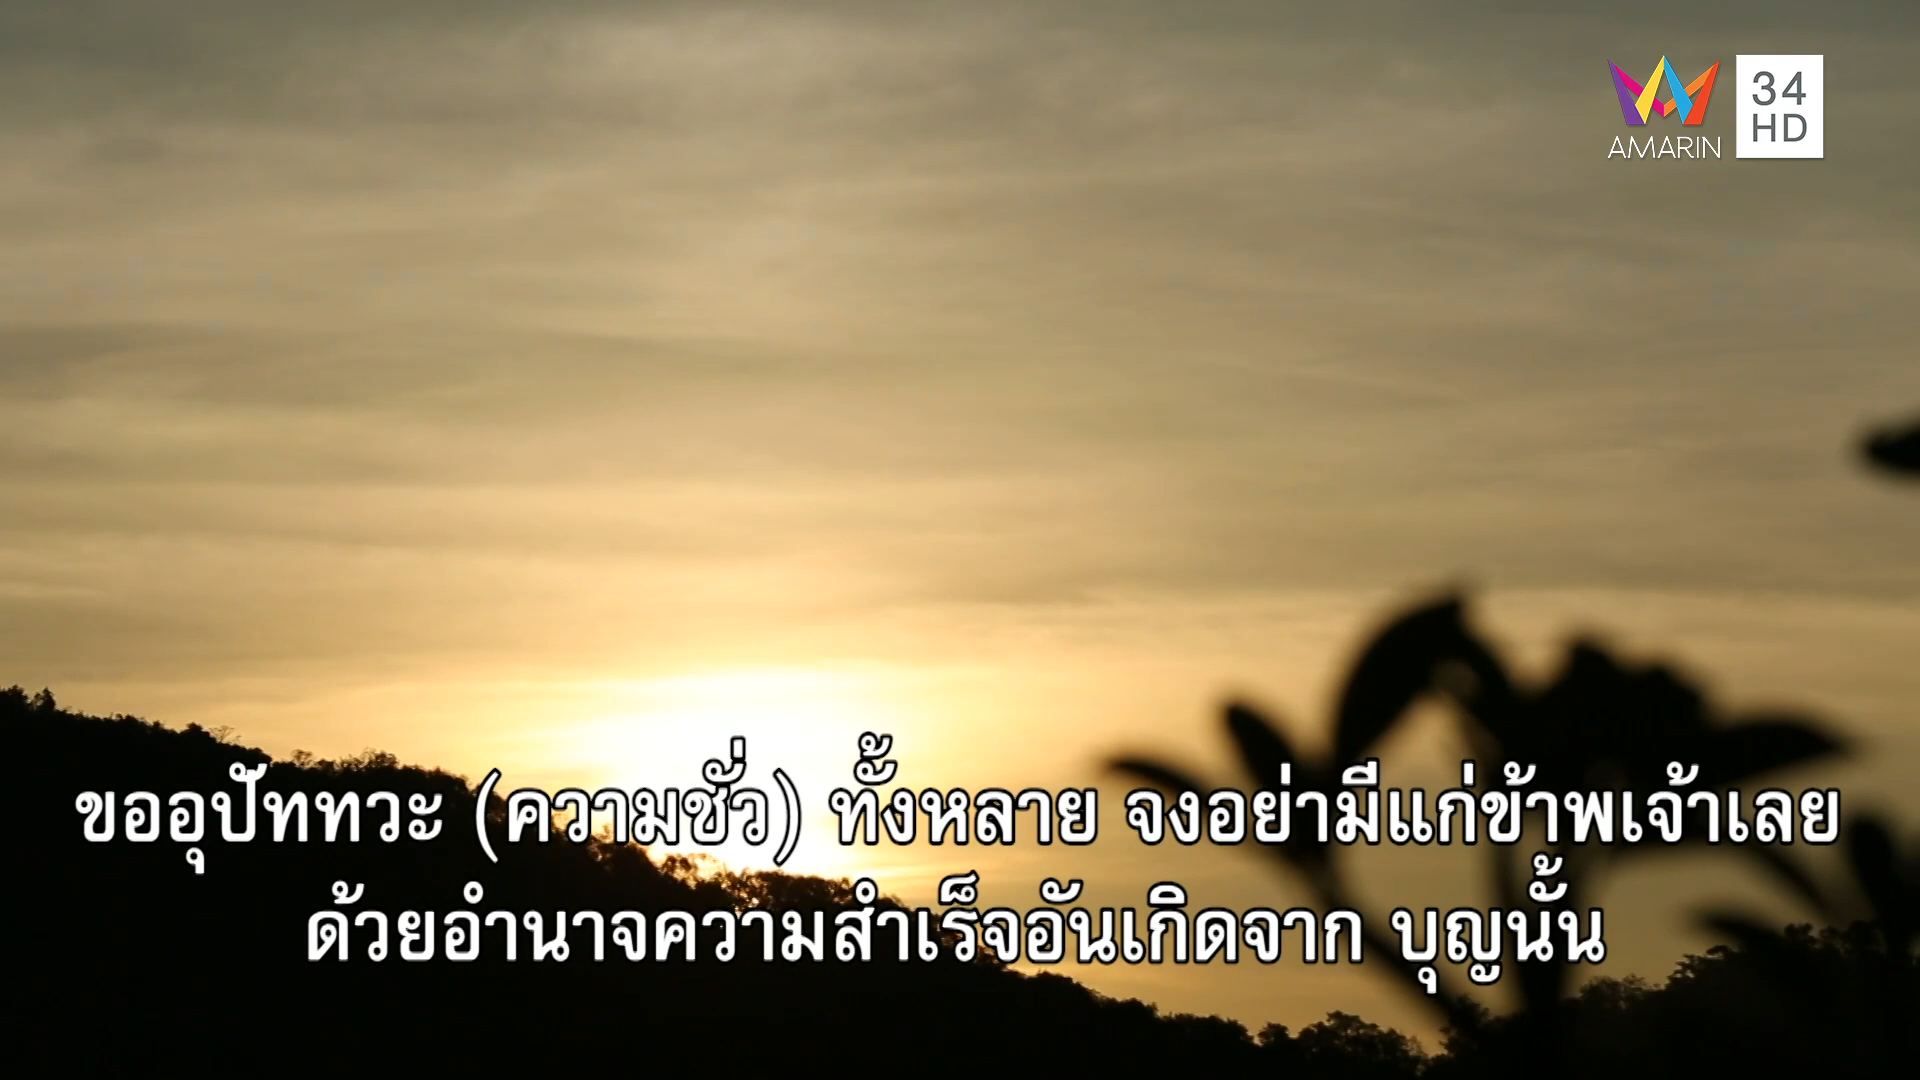 AMARIN
34
HD
ขออุปัททวะ (ความชั่ว) ทั้งหลาย จงอย่ามีแก่ข้าพเจ้าเลย
ด้วยอำนาจความสำเร็จอันเกิดจาก บุญนั้น